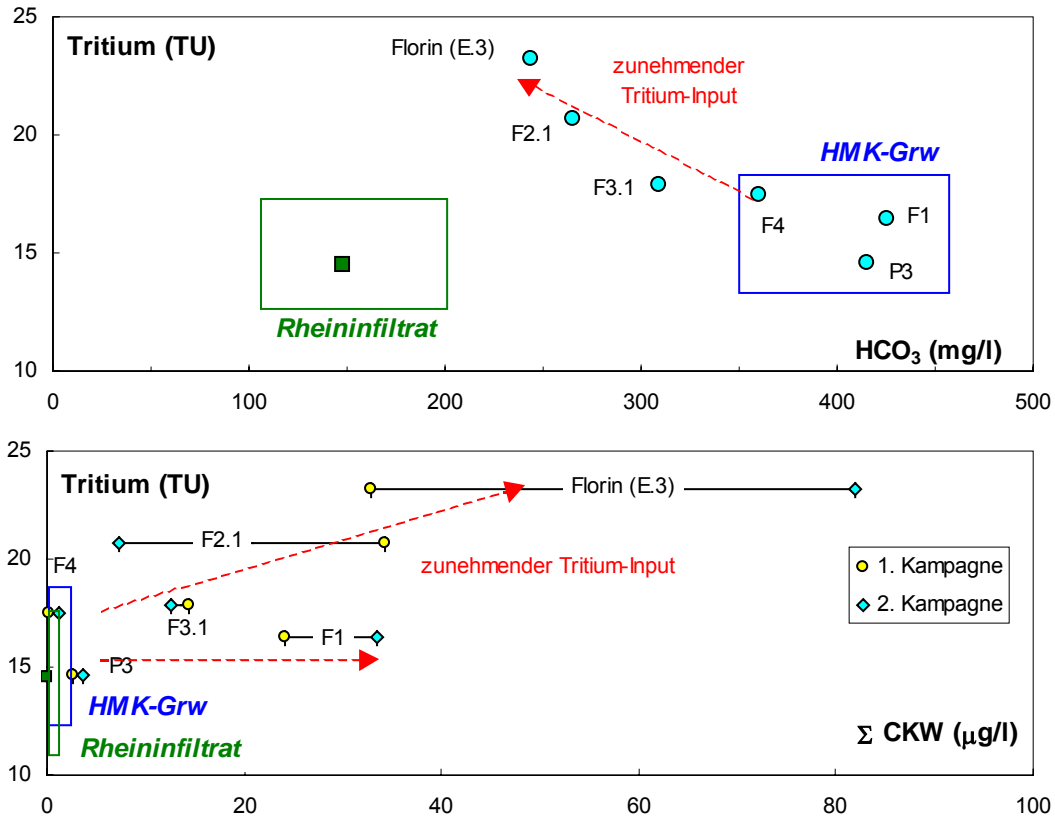 25
Tritium (TU)
Florin (E.3)
zunehmender
Tritium-Input
20
F2.1
HMK-Grw
F3.1
F4
F1
15
P3
Rheininfiltrat
10
HCO₃ (mg/l)
0 100 200 300 400 500
25
Tritium (TU)
Florin (E.3)
20
F2.1
F4
zunehmender Tritium-Input
1. Kampagne
2. Kampagne
F3.1
F1
15
P3
HMK-Grw
Rheininfiltrat
Σ CKW (μg/l)
10
0 20 40 60 80 100